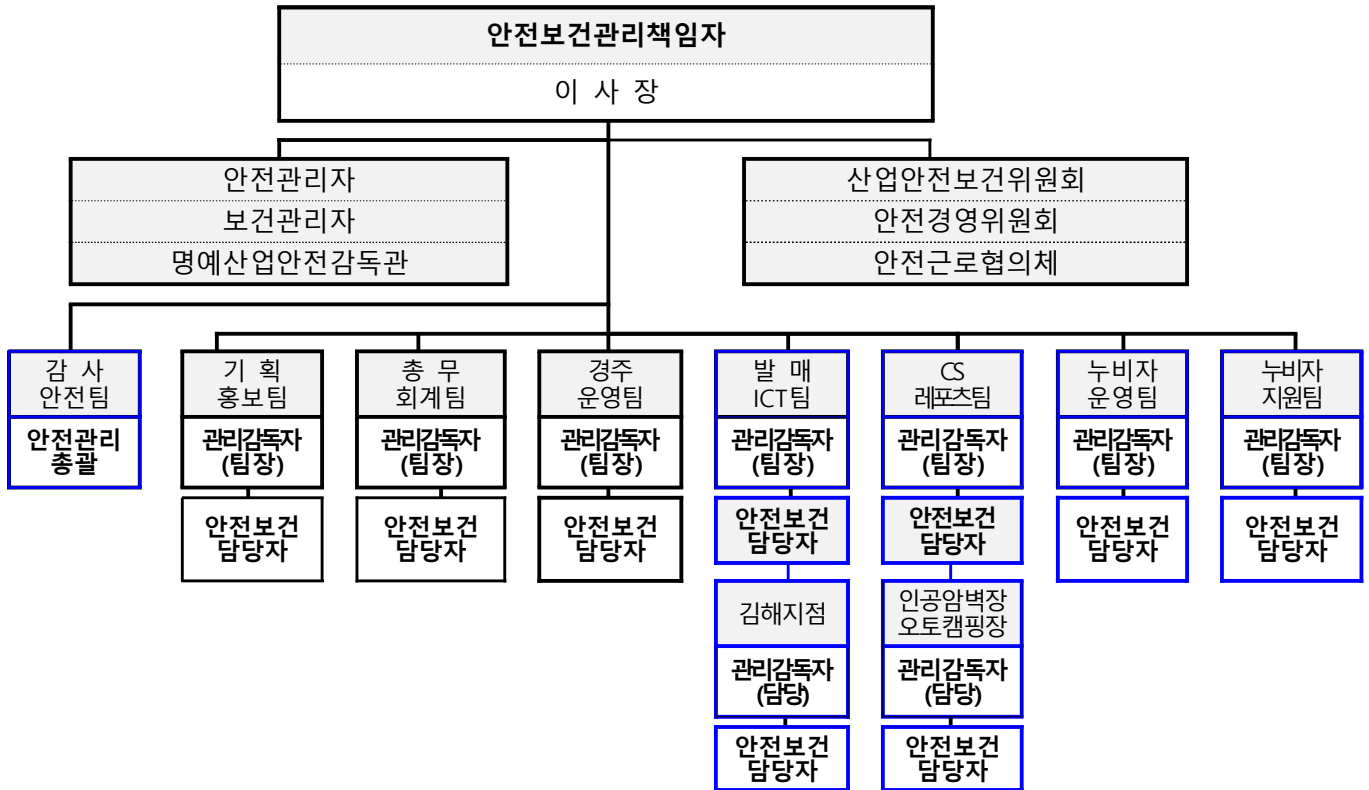 안전보건관리책임자
이 사 장
안전관리자
보건관리자
명예산업안전감독관
산업안전보건위원회
안전경영위원회
안전근로협의체
감 사
안전팀
안전관리
총괄
기 획
홍보팀
관리감독자
(팀장)
안전보건
담당자
총 무
회계팀
관리감독자
(팀장)
안전보건
담당자
경주
운영팀
관리감독자
(팀장)
안전보건
담당자
발 매
ICT팀
관리감독자
(팀장)
안전보건
담당자
김해지점
관리감독자
(담당)
안전보건
담당자
CS
레포츠팀
관리감독자
(팀장)
안전보건
담당자
인공암벽장
오토캠핑장
관리감독자
(담당)
안전보건
담당자
누비자
운영팀
관리감독자
(팀장)
안전보건
담당자
누비자
지원팀
관리감독자
(팀장)
안전보건
담당자